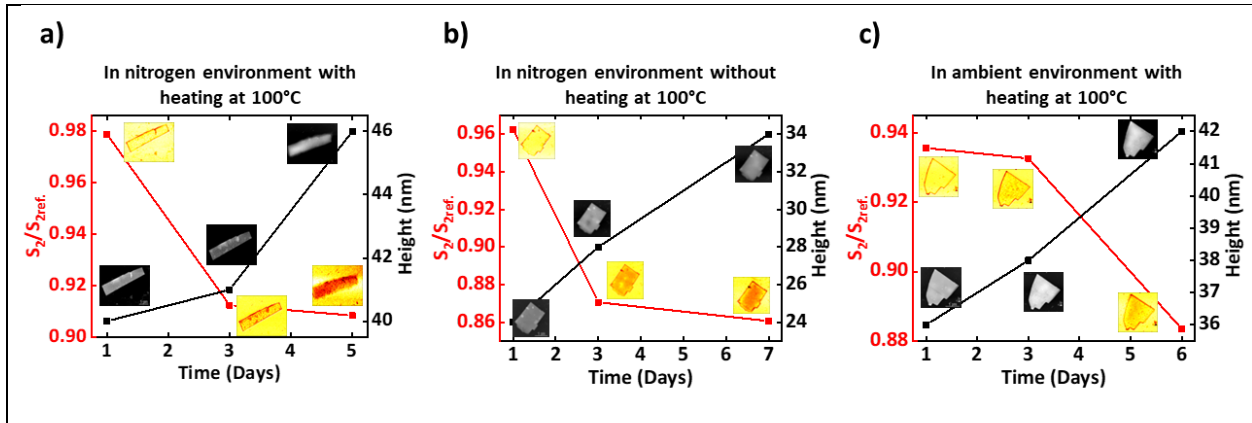 a)
In nitrogen environment with
heating at 100°C
S2/S2ref.
0.98
0.96
0.94
0.92
0.90
46
44
42
40
Height (nm)
1 2 3 4 5
Time (Days)
b)
In nitrogen environment without
heating at 100°C
S2/S2ref.
0.96
0.94
0.92
0.90
0.88
0.86
34
32
30
28
26
24
Height (nm)
1 2 3 4 5 6 7
Time (Days)
c)
In ambient environment with
heating at 100°C
S2/S2ref.
0.94
0.92
0.90
0.88
42
41
40
39
38
37
36
Height (nm)
1 2 3 4 5 6
Time (Days)